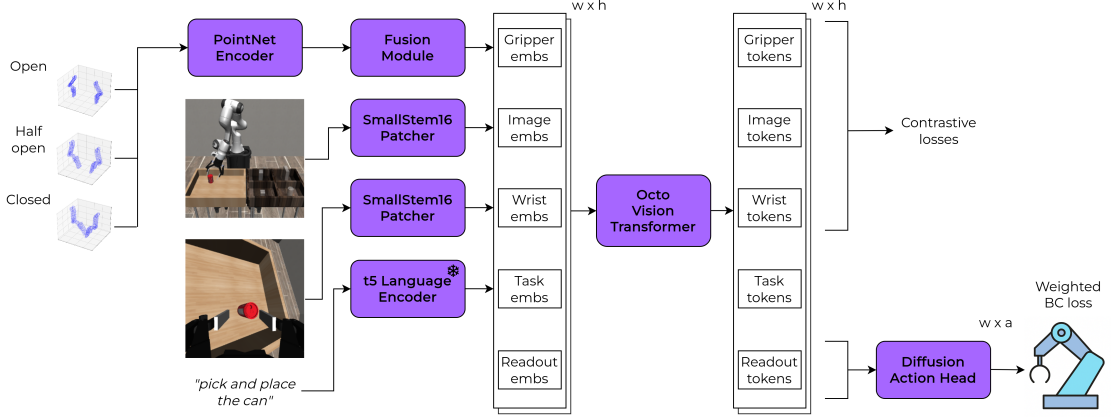 Open
Half
open
Closed
PointNet
Encoder
Fusion
Module
SmallStem16
Patcher
SmallStem16
Patcher
t5 Language
Encoder
"pick and place
the can"
w x h
Gripper
embs
Image
embs
Wrist
embs
Task
embs
Readout
embs
Octo
Vision
Transformer
w x h
Gripper
tokens
Image
tokens
Wrist
tokens
Task
tokens
Readout
tokens
Contrastive
losses
Diffusion
Action Head
w x a
Weighted
BC loss